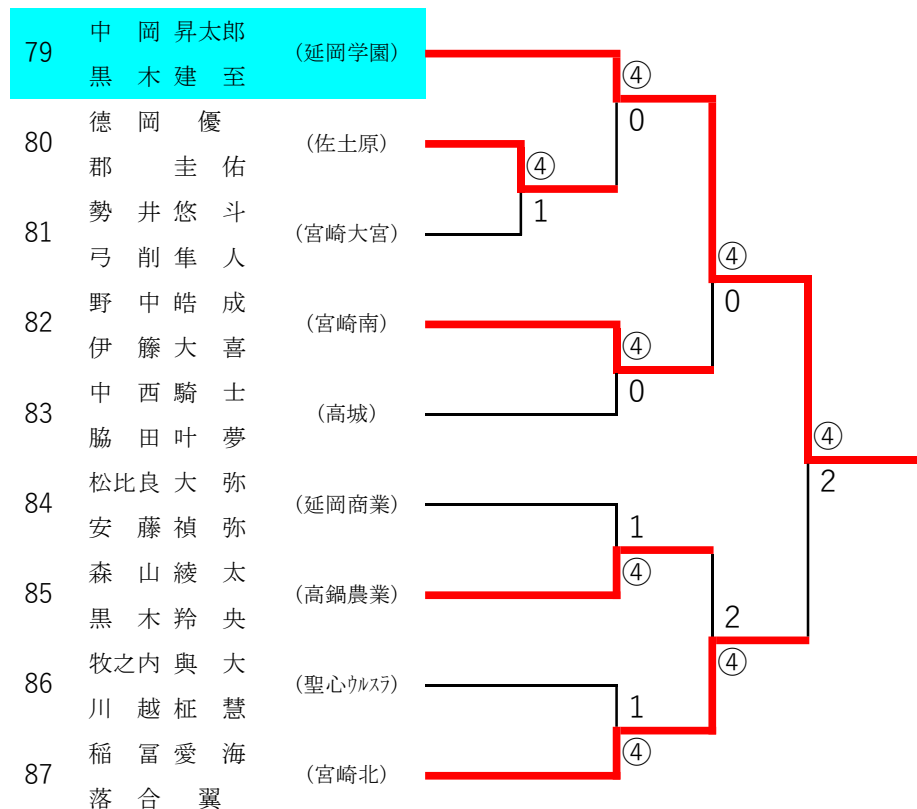 中 岡 昇太郎
79 (延岡学園)
黒 木 建 至
④
0
徳 岡 優
80 (佐土原)
郡 圭 佑
④
1
勢 井 悠 斗
81 (宮崎大宮)
弓 削 隼 人
④
0
野 中 皓 成
82 (宮崎南)
伊 籐 大 喜
④
0
中 西 騎 士
83 (高城)
脇 田 叶 夢
④
2
松比良 大 弥
84 (延岡商業)
安 藤 禎 弥
1
④
森 山 綾 太
85 (高鍋農業)
黒 木 羚 央
2
④
牧之内 與 大
86 (聖心ウルスラ)
川 越 柾 慧
1
④
稲 冨 愛 海
87 (宮崎北)
落 合 翼